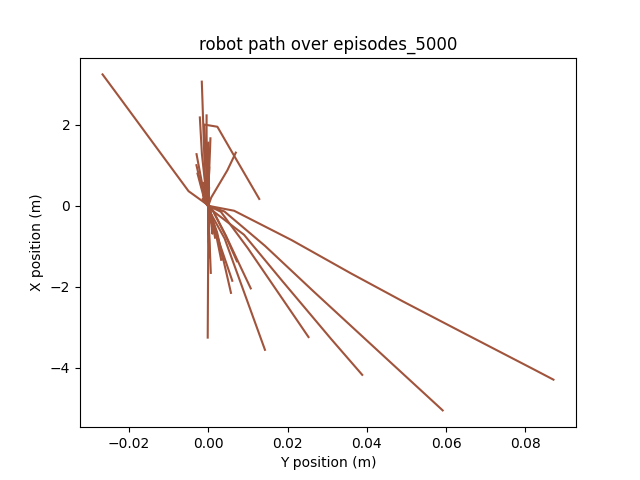 robot path over episodes_5000
X position (m)
2
0
−2
−4
−0.02 0.00 0.02 0.04 0.06 0.08
Y position (m)